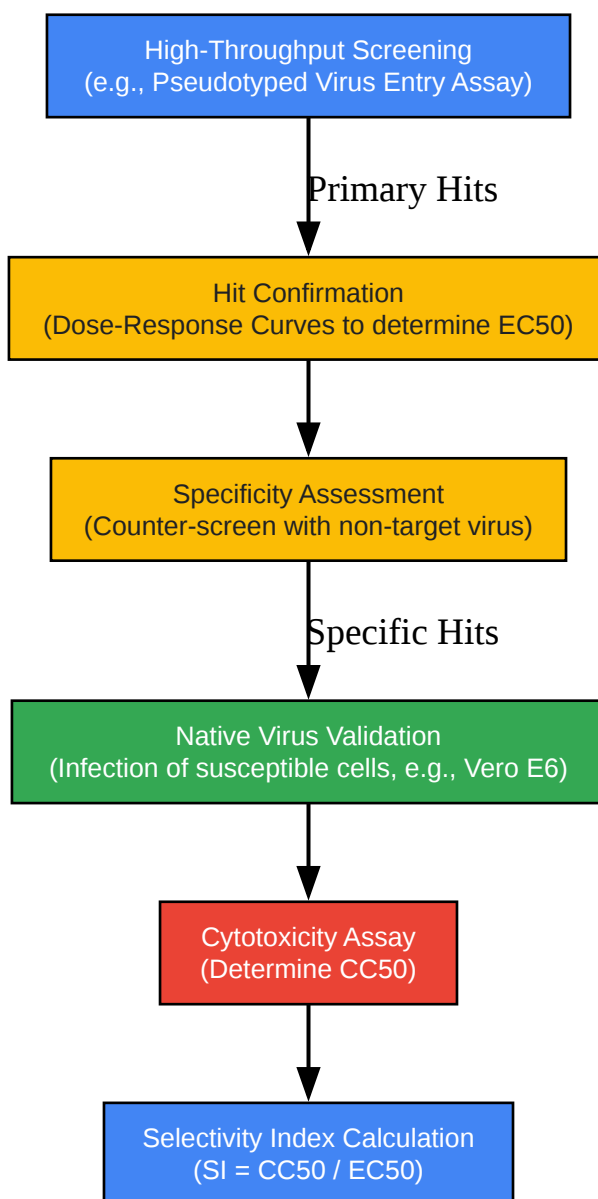 High-Throughput Screening
(e.g., Pseudotyped Virus Entry Assay)
Primary Hits
Hit Confirmation
(Dose-Response Curves to determine EC50)
Specificity Assessment
(Counter-screen with non-target virus)
Specific Hits
Native Virus Validation
(Infection of susceptible cells, e.g., Vero E6)
Cytotoxicity Assay
(Determine CC50)
Selectivity Index Calculation
(SI = CC50 / EC50)